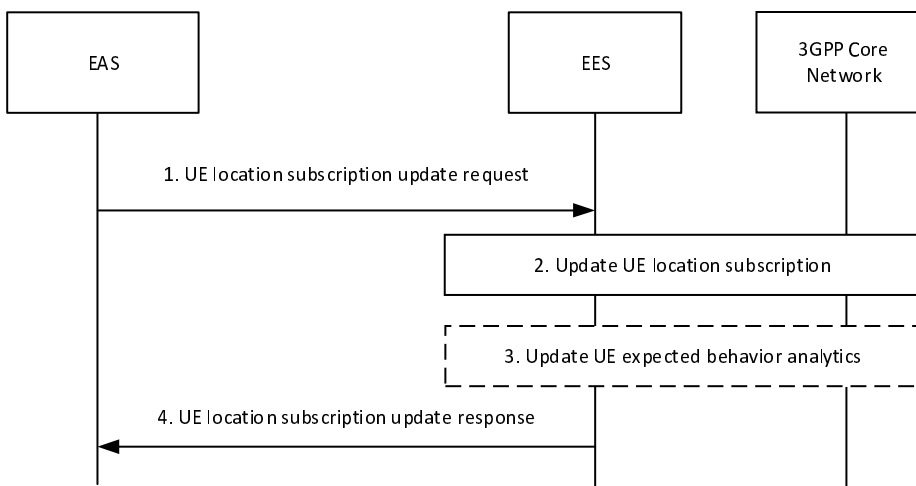 EAS
EES
3GPP Core
Network
1. UE location subscription update request
2. Update UE location subscription
3. Update UE expected behavior analytics
4. UE location subscription update response